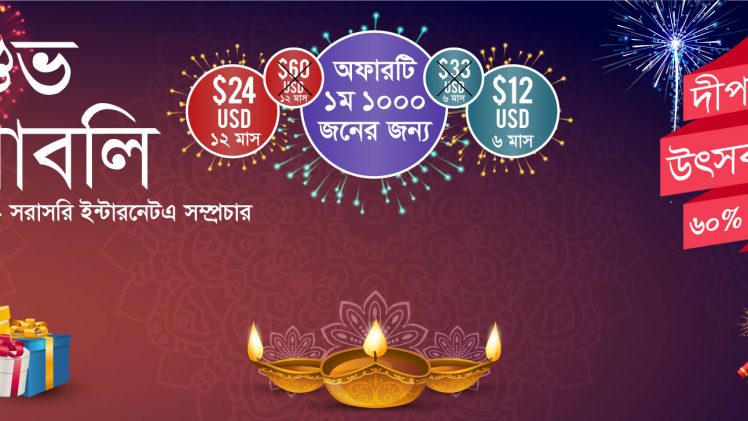 শুভ
বলি
সরাসরি ইন্টারনেটএ সম্প্রচার
$24
USD
১২ মাস
$60
USD
১২ মাস
অফারটি
১ম ১০০০
জনের জন্য
$33
USD
৬ মাস
$12
USD
৬ মাস
দীপ
উৎসব
৬০%